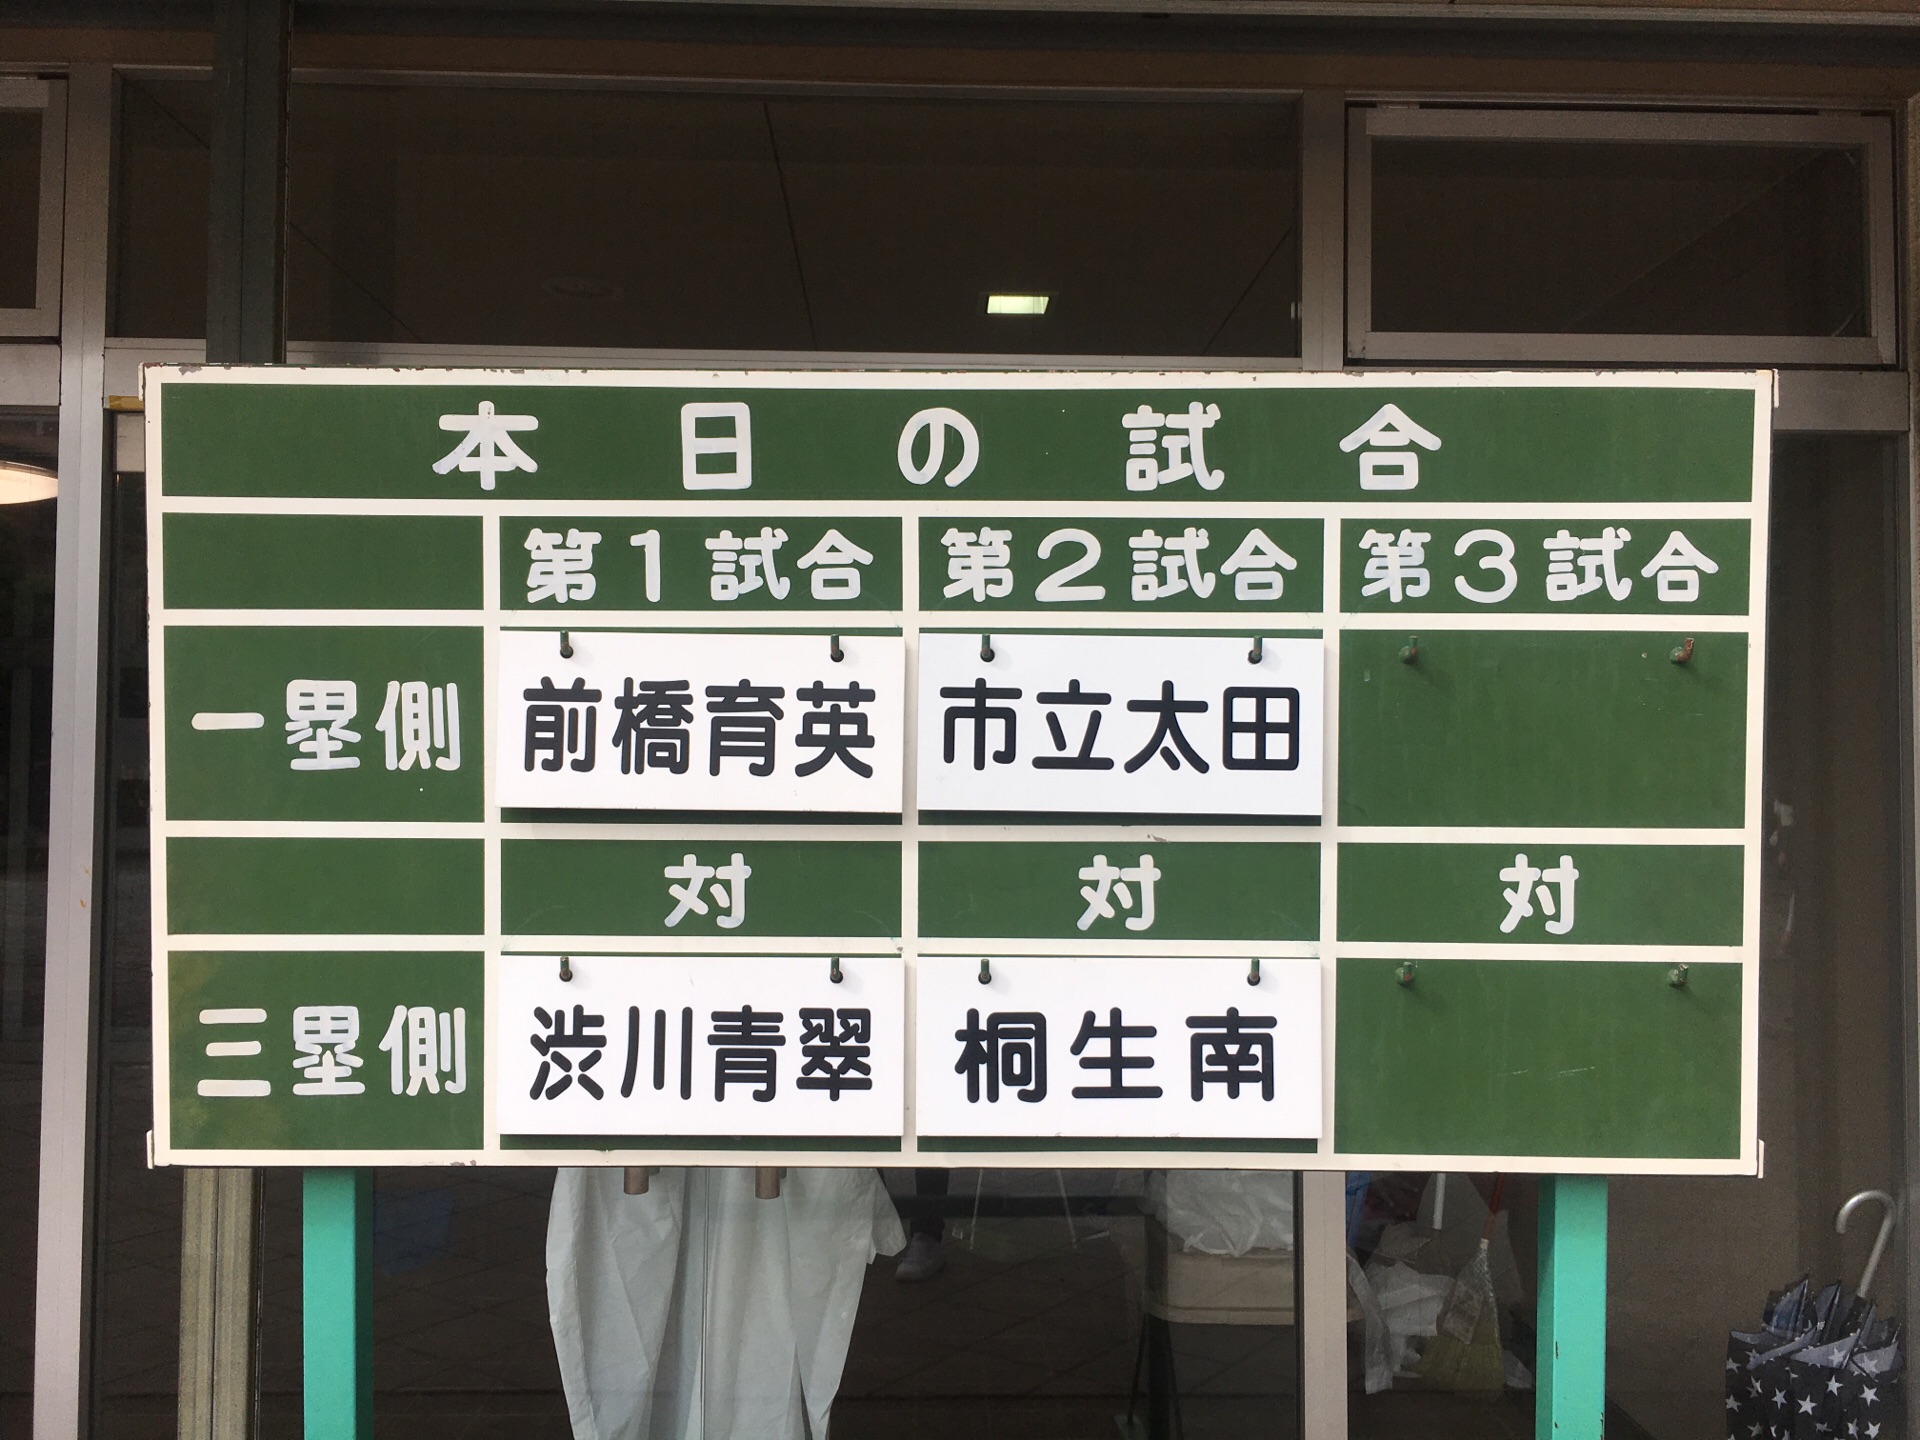 本日の試合
第1試合 第2試合 第3試合
一塁側 前橋育英 市立太田
対 対 対
三塁側 渋川青翠 桐生南